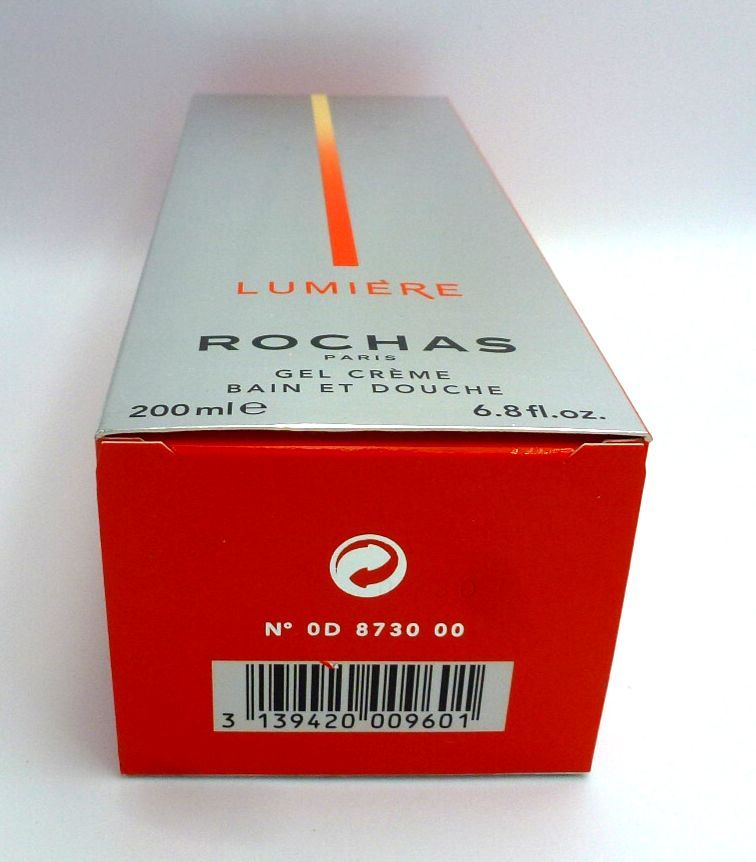 LUMIÈRE
ROCHAS
PARIS
GEL CRÈME
BAIN ET DOUCHE
200 ml e 6.8 fl.oz.
N° 0D 8730 00
3 139420 009601